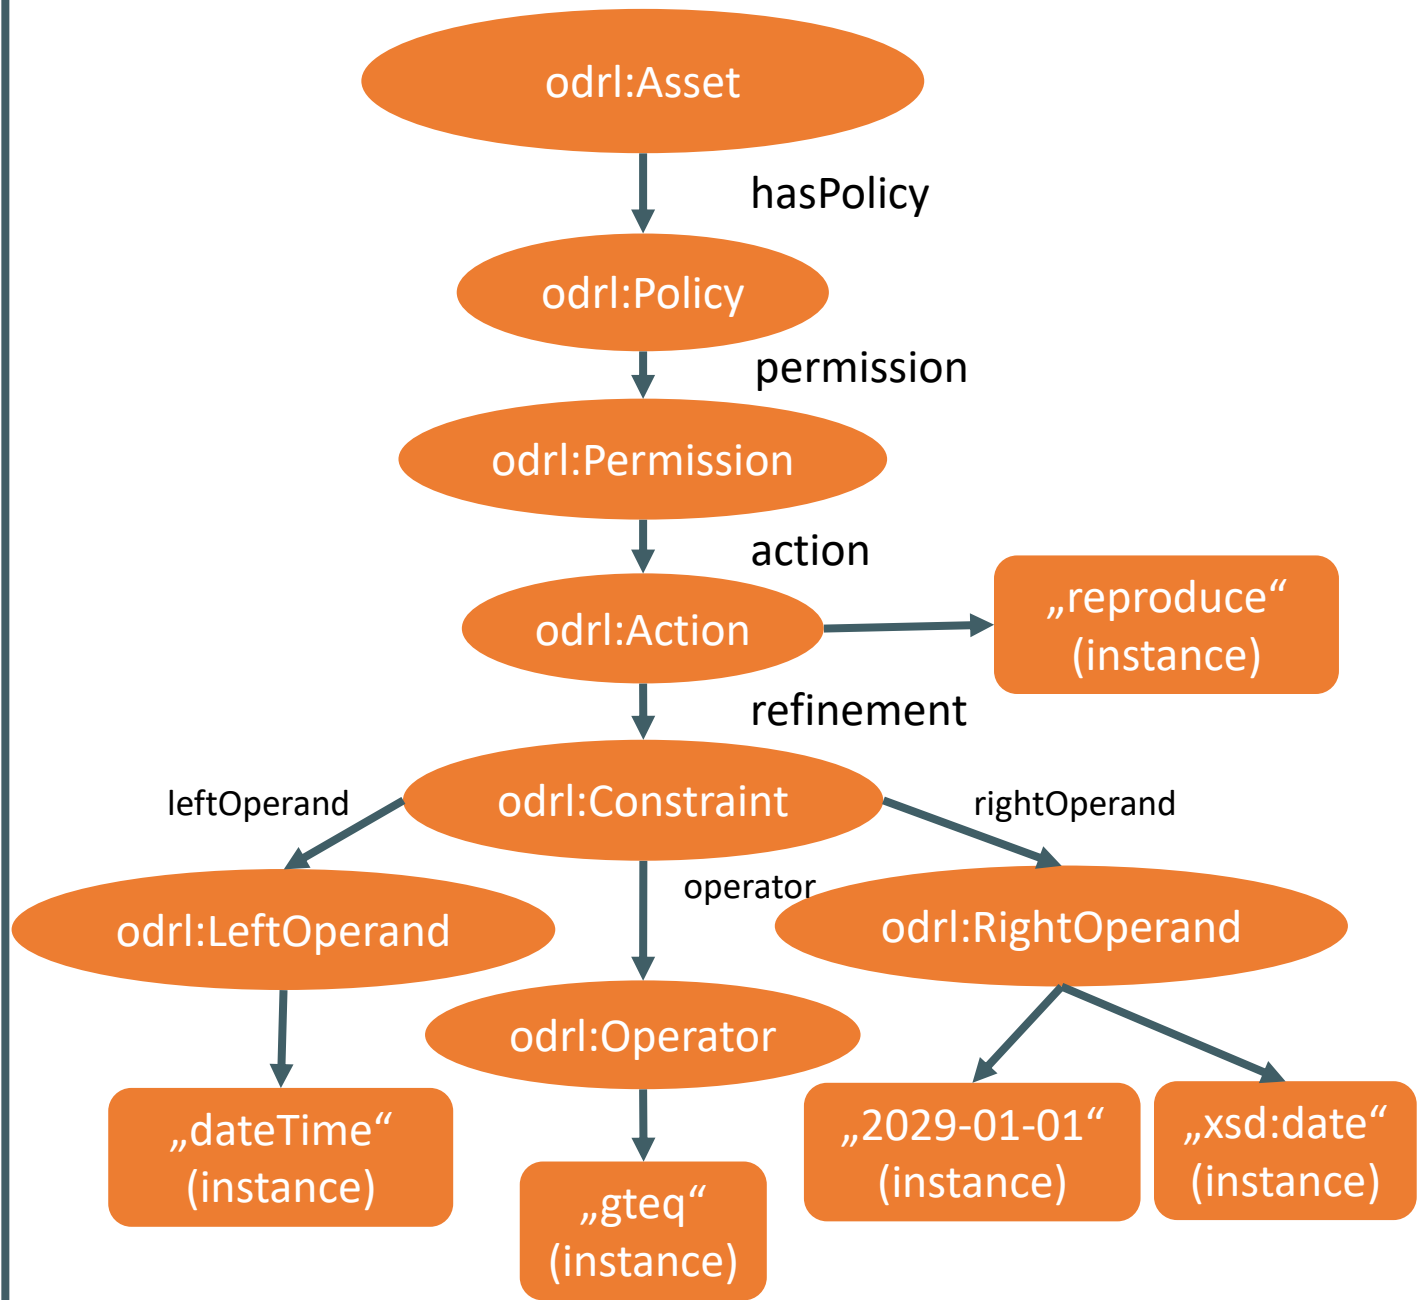 odrl:Asset
hasPolicy
odrl:Policy
permission
odrl:Permission
action
odrl:Action
„reproduce“
(instance)
refinement
odrl:Constraint
leftOperand
rightOperand
operator
odrl:LeftOperand
odrl:RightOperand
odrl:Operator
„dateTime“
(instance)
„gteq“
(instance)
„2029-01-01“
(instance)
„xsd:date“
(instance)